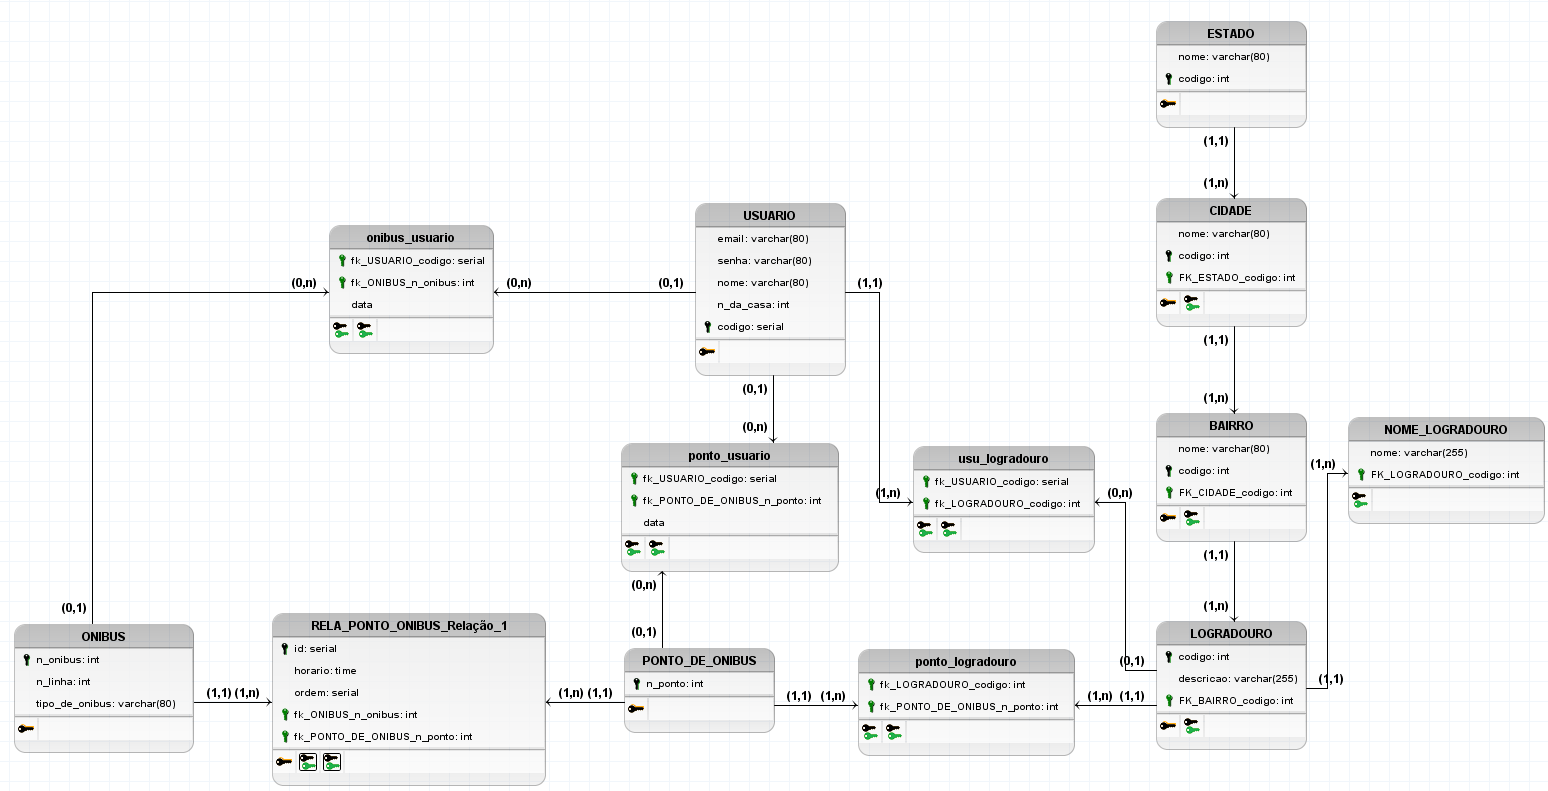 ESTADO
nome: varchar(80)
codigo: int
(1,1)
(1,n)
CIDADE
nome: varchar(80)
codigo: int
FK_ESTADO_codigo: int
(1,1)
(1,n)
USUARIO
email: varchar(80)
senha: varchar(80)
nome: varchar(80)
n_da_casa: int
codigo: serial
(0,1)
(1,1)
(0,1)
onibus_usuario
fk_USUARIO_codigo: serial
fk_ONIBUS_n_onibus: int
data
(0,n)
(0,n)
BAIRRO
nome: varchar(80)
codigo: int
FK_CIDADE_codigo: int
(1,1)
(1,n)
NOME_LOGRADOURO
nome: varchar(255)
FK_LOGRADOURO_codigo: int
(1,n)
(0,n)
ponto_usuario
fk_USUARIO_codigo: serial
fk_PONTO_DE_ONIBUS_n_ponto: int
data
(0,n)
usu_logradouro
fk_USUARIO_codigo: serial
fk_LOGRADOURO_codigo: int
(1,n)
(0,n)
(0,1)
ONIBUS
n_onibus: int
n_linha: int
tipo_de_onibus: varchar(80)
(1,1) (1,n)
RELA_PONTO_ONIBUS_Relação_1
id: serial
horario: time
ordem: serial
fk_ONIBUS_n_onibus: int
fk_PONTO_DE_ONIBUS_n_ponto: int
(1,n) (1,1)
(0,1)
PONTO_DE_ONIBUS
n_ponto: int
(1,1) (1,n)
ponto_logradouro
fk_LOGRADOURO_codigo: int
fk_PONTO_DE_ONIBUS_n_ponto: int
(1,n) (1,1)
(0,1)
LOGRADOURO
codigo: int
descricao: varchar(255)
FK_BAIRRO_codigo: int
(1,1)